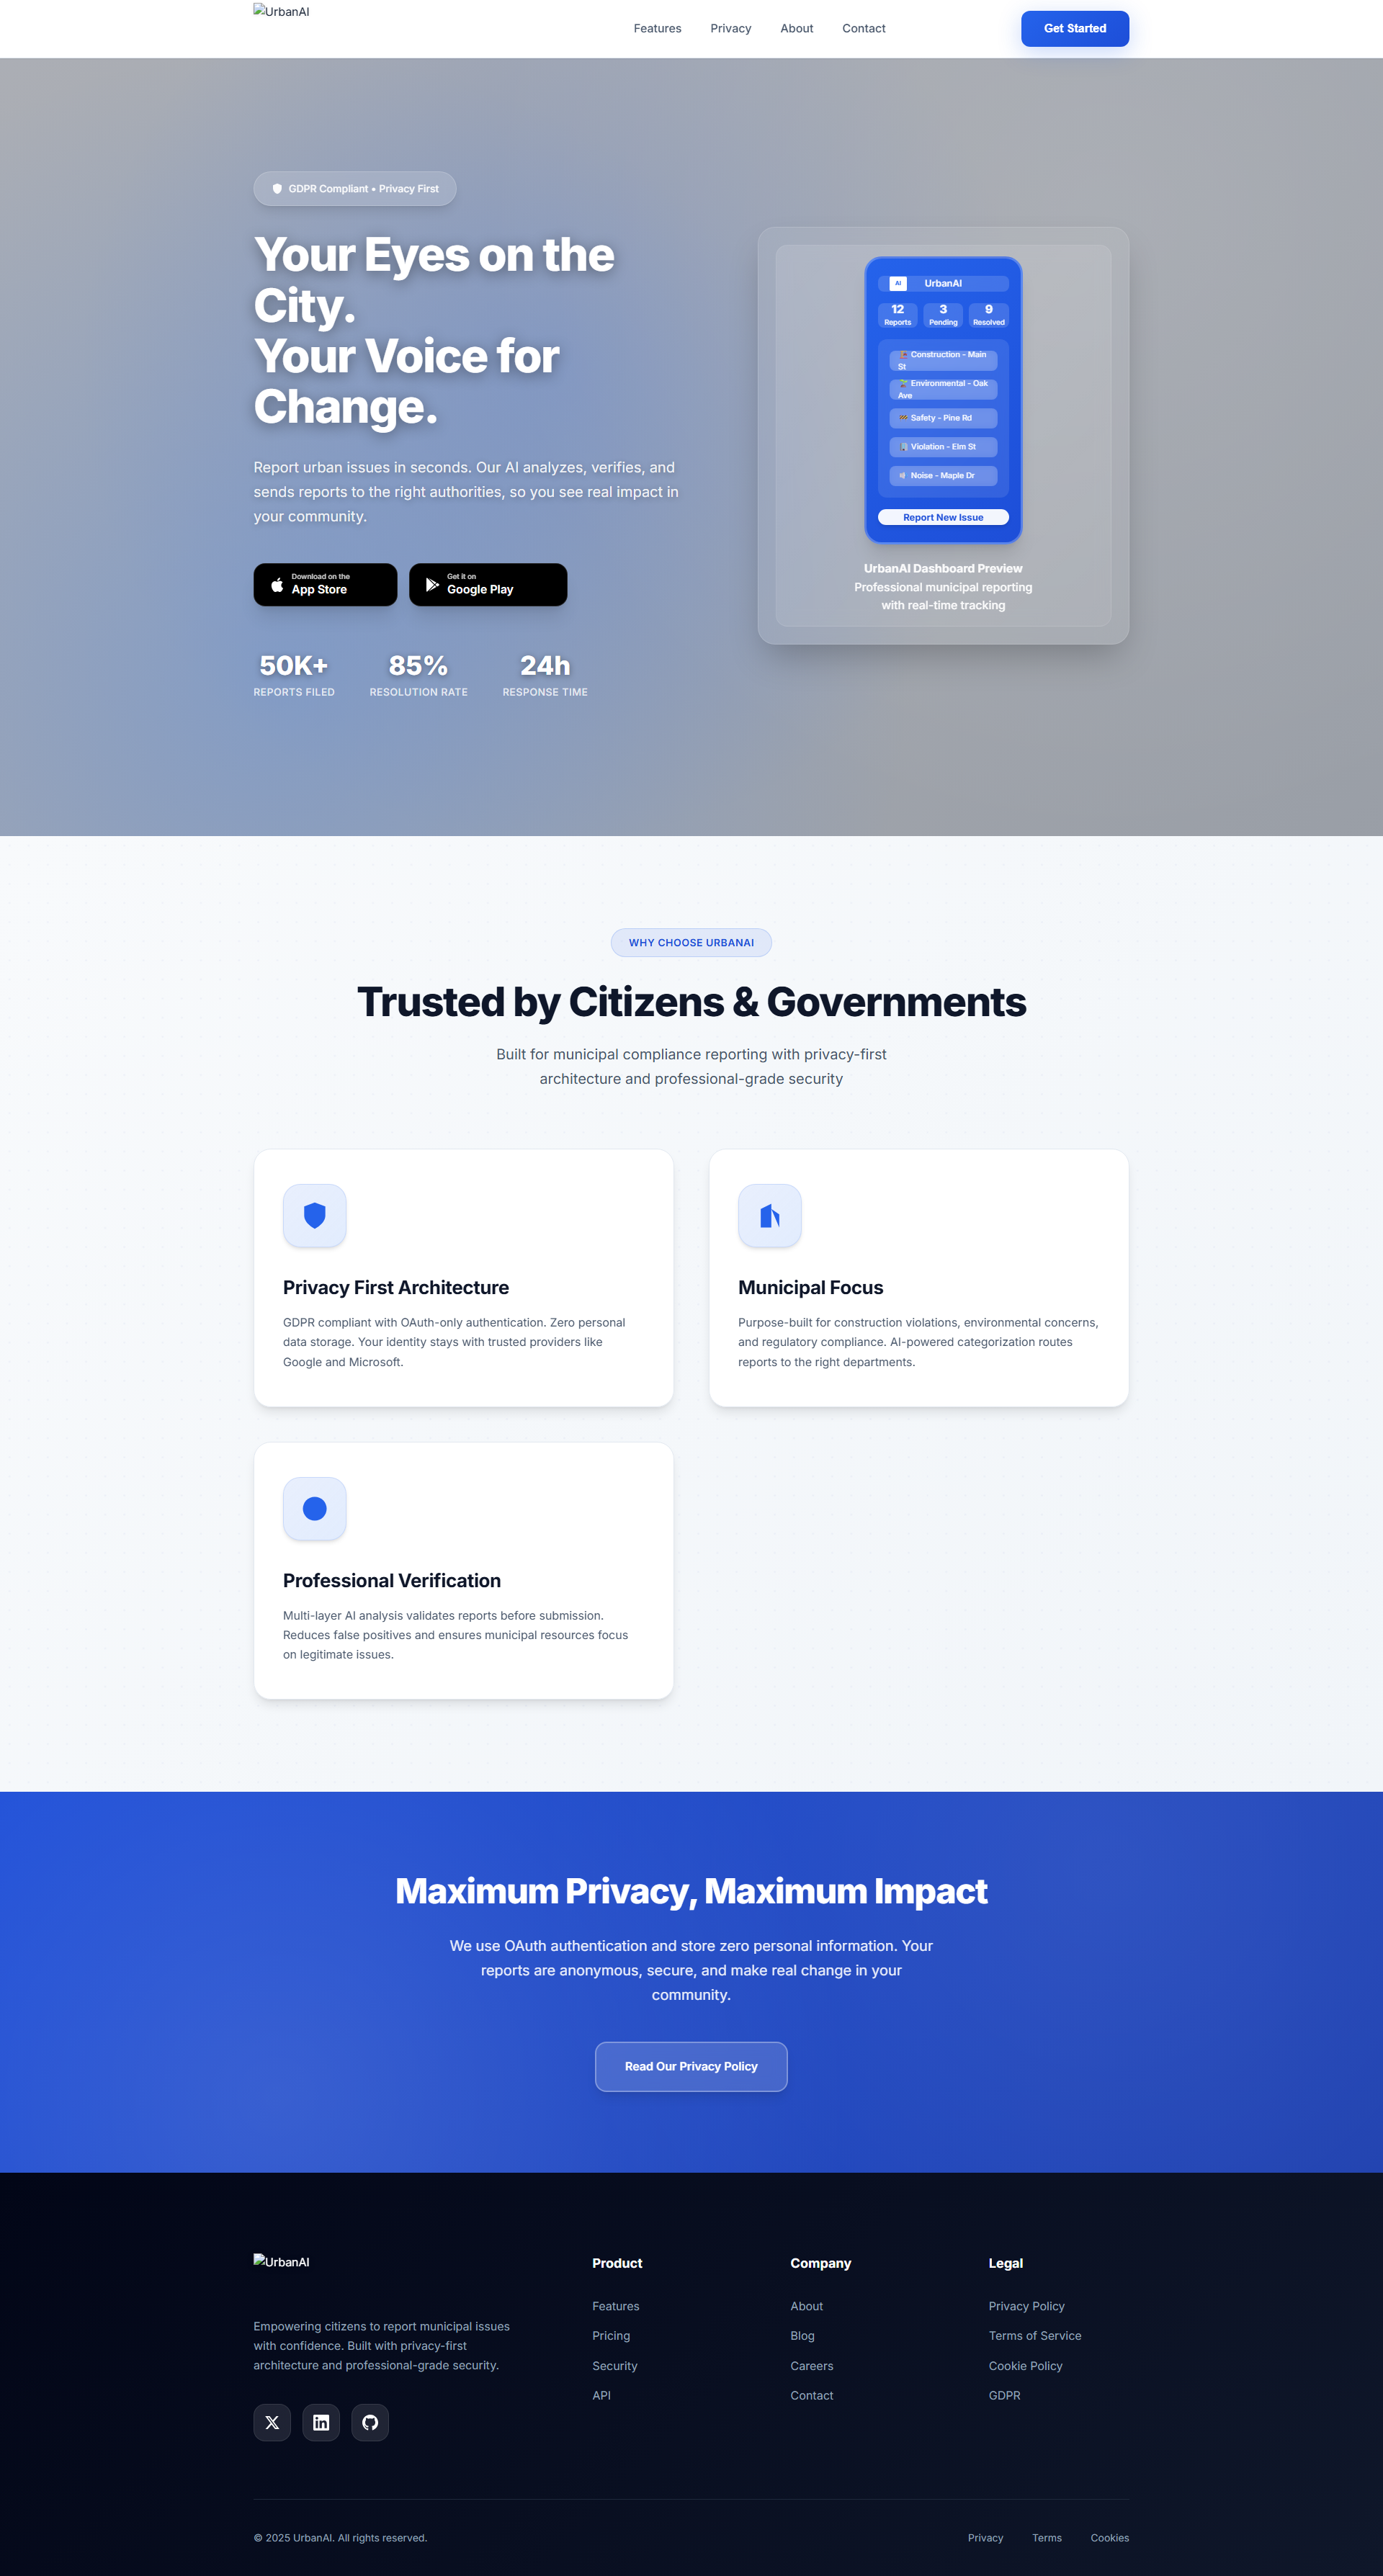 UrbanAI
Features
Privacy
About
Contact
Get Started
GDPR Compliant • Privacy First
Your Eyes on the
City.
Your Voice for
Change.
Report urban issues in seconds. Our AI analyzes, verifies, and
sends reports to the right authorities, so you see real impact in
your community.
Download on the
App Store
Get it on
Google Play
50K+
REPORTS FILED
85%
RESOLUTION RATE
24h
RESPONSE TIME
AI
UrbanAI
12
Reports
3
Pending
9
Resolved
Construction - Main
St
Environmental - Oak
Ave
Safety - Pine Rd
Violation - Elm St
Noise - Maple Dr
Report New Issue
UrbanAI Dashboard Preview
Professional municipal reporting
with real-time tracking
WHY CHOOSE URBANAI
Trusted by Citizens & Governments
Built for municipal compliance reporting with privacy-first
architecture and professional-grade security
Privacy First Architecture
GDPR compliant with OAuth-only authentication. Zero personal
data storage. Your identity stays with trusted providers like
Google and Microsoft.
Municipal Focus
Purpose-built for construction violations, environmental concerns,
and regulatory compliance. AI-powered categorization routes
reports to the right departments.
Professional Verification
Multi-layer AI analysis validates reports before submission.
Reduces false positives and ensures municipal resources focus
on legitimate issues.
Maximum Privacy, Maximum Impact
We use OAuth authentication and store zero personal information. Your
reports are anonymous, secure, and make real change in your
community.
Read Our Privacy Policy
UrbanAI
Empowering citizens to report municipal issues
with confidence. Built with privacy-first
architecture and professional-grade security.
Product
Features
Pricing
Security
API
Company
About
Blog
Careers
Contact
Legal
Privacy Policy
Terms of Service
Cookie Policy
GDPR
© 2025 UrbanAI. All rights reserved.
Privacy
Terms
Cookies